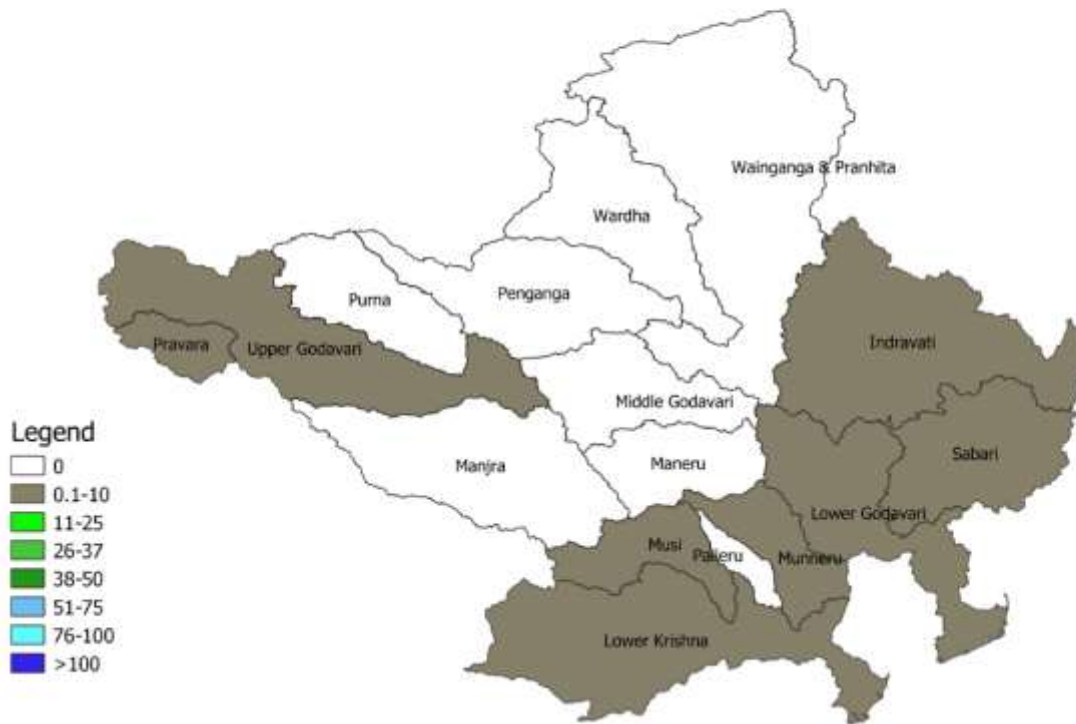 Wainganga & Pranhita
Wardha
Purna
Penganga
Pravara
Upper Godavari
Indravati
Middle Godavari
Manjra
Maneru
Sabari
Lower Godavari
Musi
Paileru
Munneru
Lower Krishna
Legend
0
0.1-10
11-25
26-37
38-50
51-75
76-100
>100